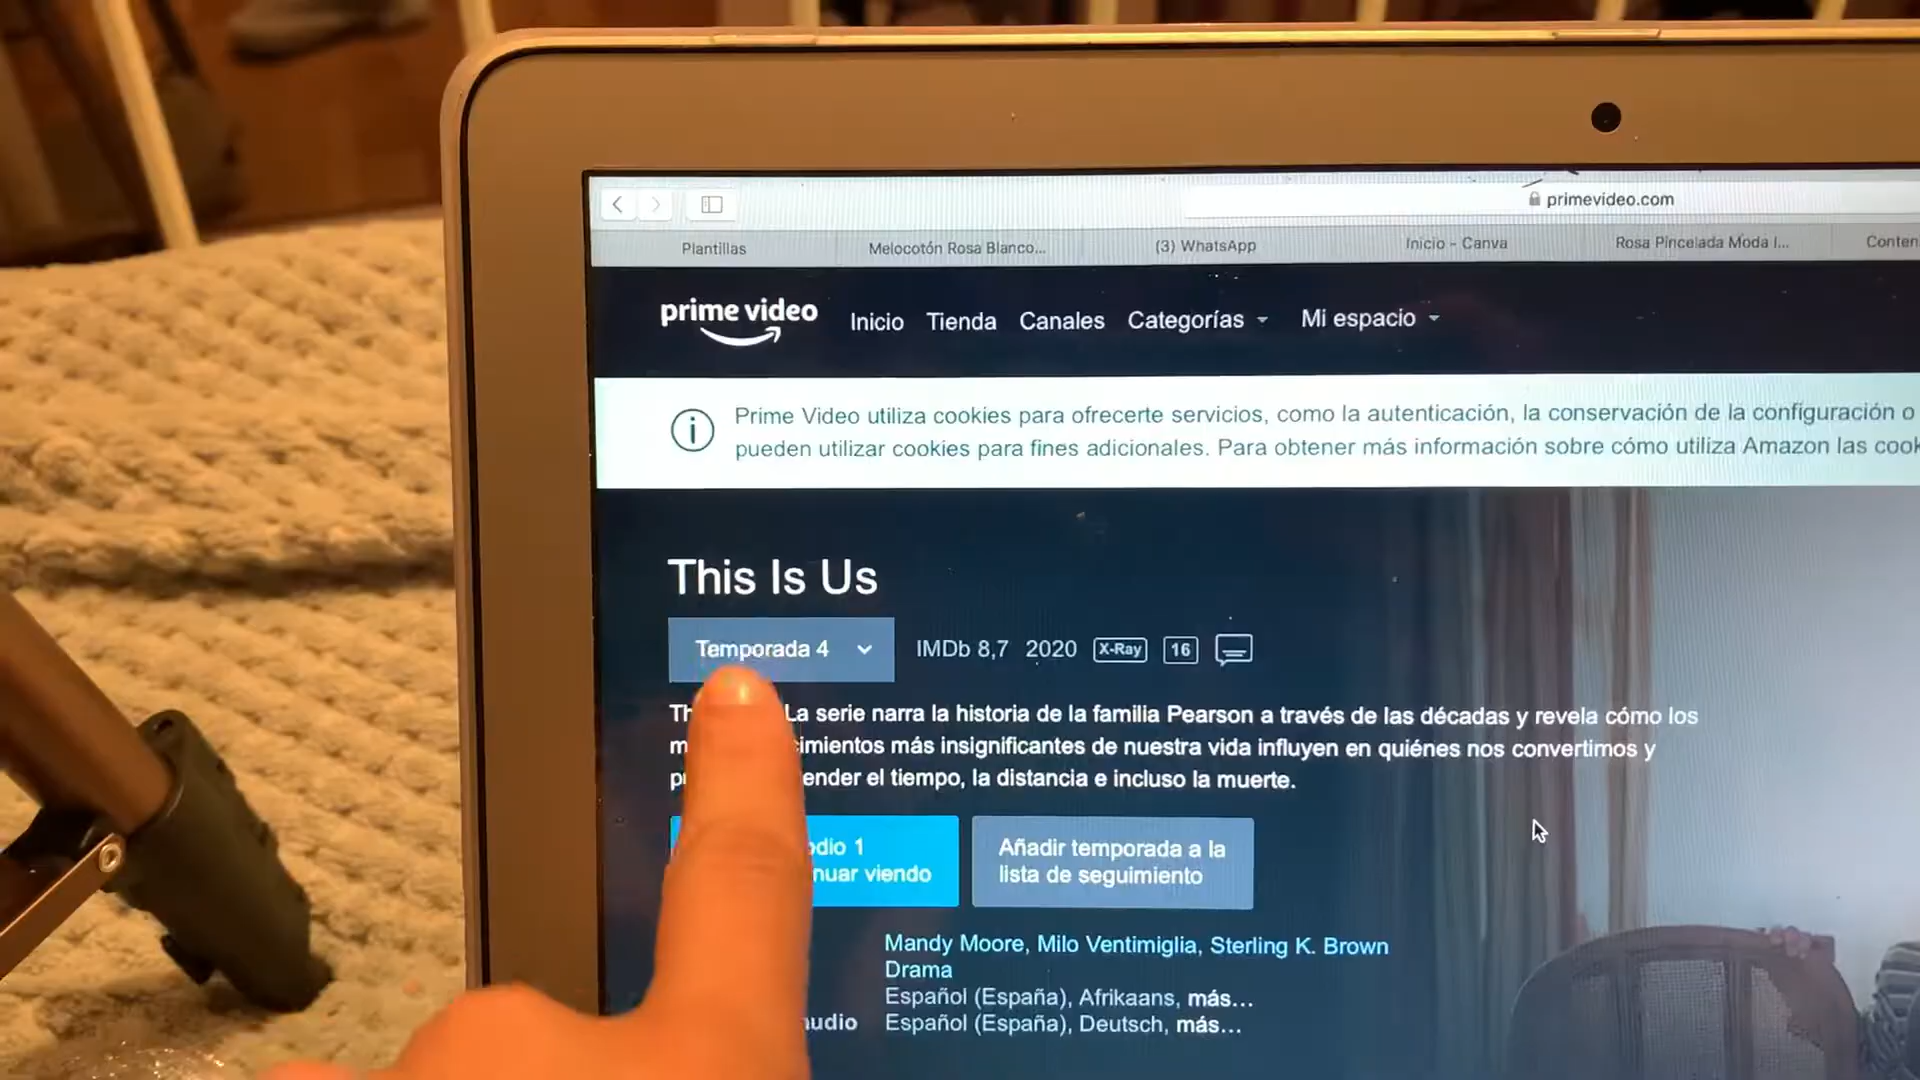 primevideo.com
Plantillas
Melocotón Rosa Blanco...
(3) WhatsApp
Inicio - Canva
Rosa Pincelada Moda I...
Conten
prime video
Inicio
Tienda
Canales
Categorías
Mi espacio
Prime Video utiliza cookies para ofrecerte servicios, como la autenticación, la conservación de la configuración o
pueden utilizar cookies para fines adicionales. Para obtener más información sobre cómo utiliza Amazon las cook
This Is Us
Temporada 4
IMDb 8,7 2020 X-Ray 16
Th La serie narra la historia de la familia Pearson a través de las décadas y revela cómo los
m cimientos más insignificantes de nuestra vida influyen en quiénes nos convertimos y
p ender el tiempo, la distancia e incluso la muerte.
odio 1
nuar viendo
Añadir temporada a la
lista de seguimiento
Mandy Moore, Milo Ventimiglia, Sterling K. Brown
Drama
Español (España), Afrikaans, más...
udio Español (España), Deutsch, más...